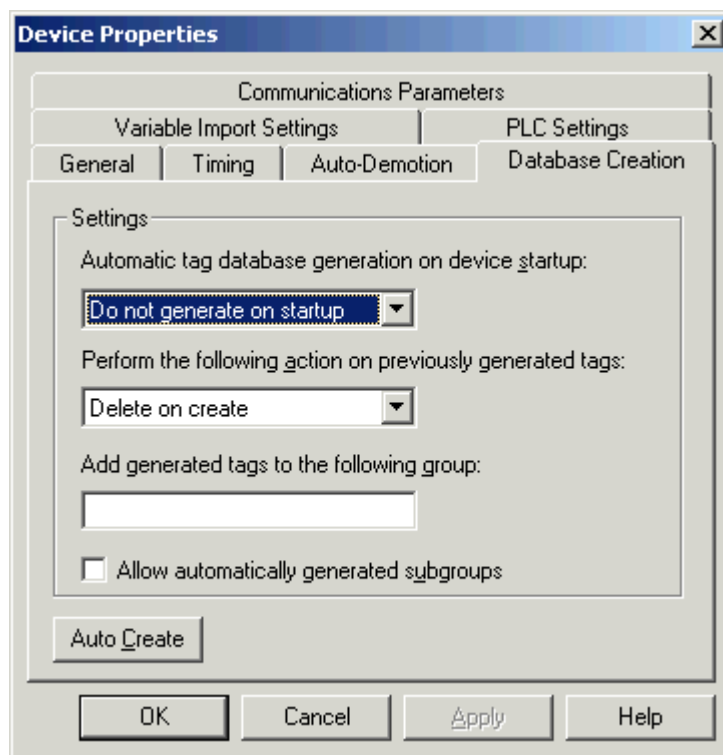 Device Properties
Communications Parameters
Variable Import Settings
PLC Settings
General
Timing
Auto-Demotion
Database Creation
Settings
Automatic tag database generation on device startup:
Do not generate on startup
Perform the following action on previously generated tags:
Delete on create
Add generated tags to the following group:
Allow automatically generated subgroups
Auto Create
OK
Cancel
Apply
Help